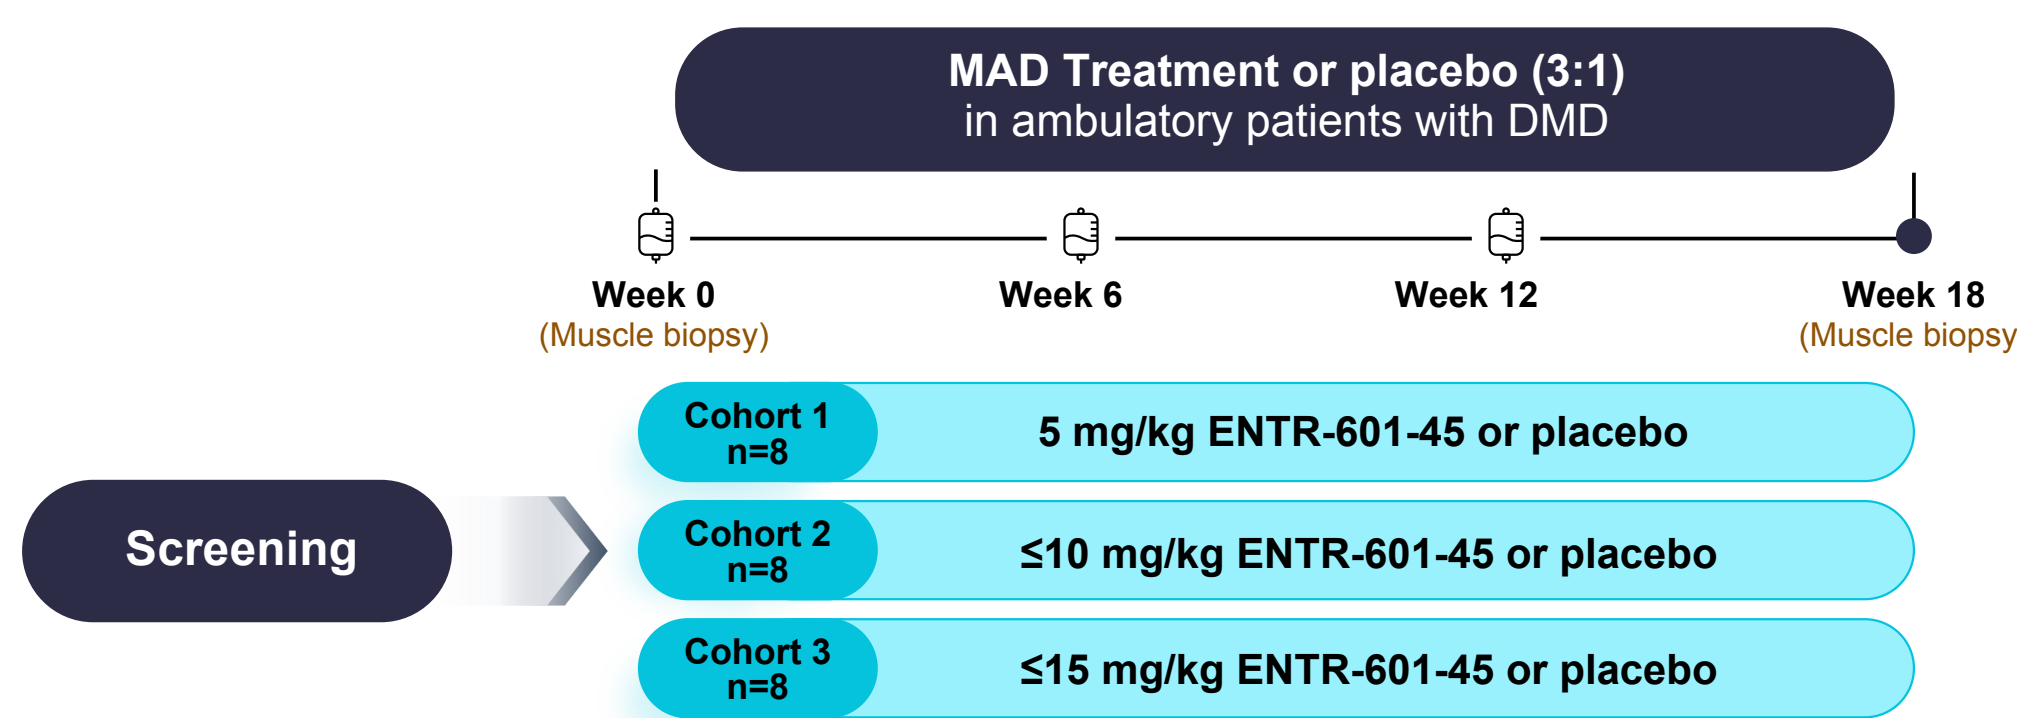 MAD Treatment or placebo (3:1)
in ambulatory patients with DMD
Week 0
(Muscle biopsy)
Week 6
Week 12
Week 18
(Muscle biopsy
Cohort 1
n=8
5 mg/kg ENTR-601-45 or placebo
Screening
Cohort 2
n=8
≤10 mg/kg ENTR-601-45 or placebo
Cohort 3
n=8
≤15 mg/kg ENTR-601-45 or placebo